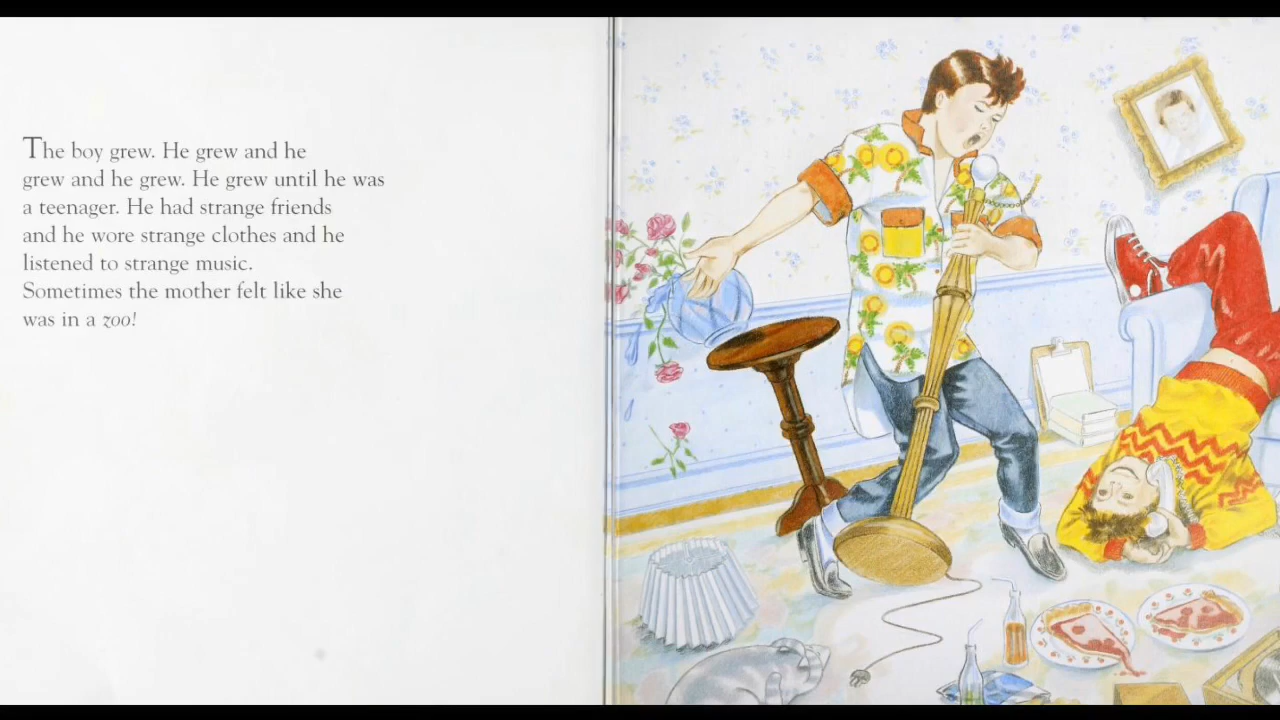 The boy grew. He grew and he
grew and he grew. He grew until he was
a teenager. He had strange friends
and he wore strange clothes and he
listened to strange music.
Sometimes the mother felt like she
was in a zoo!